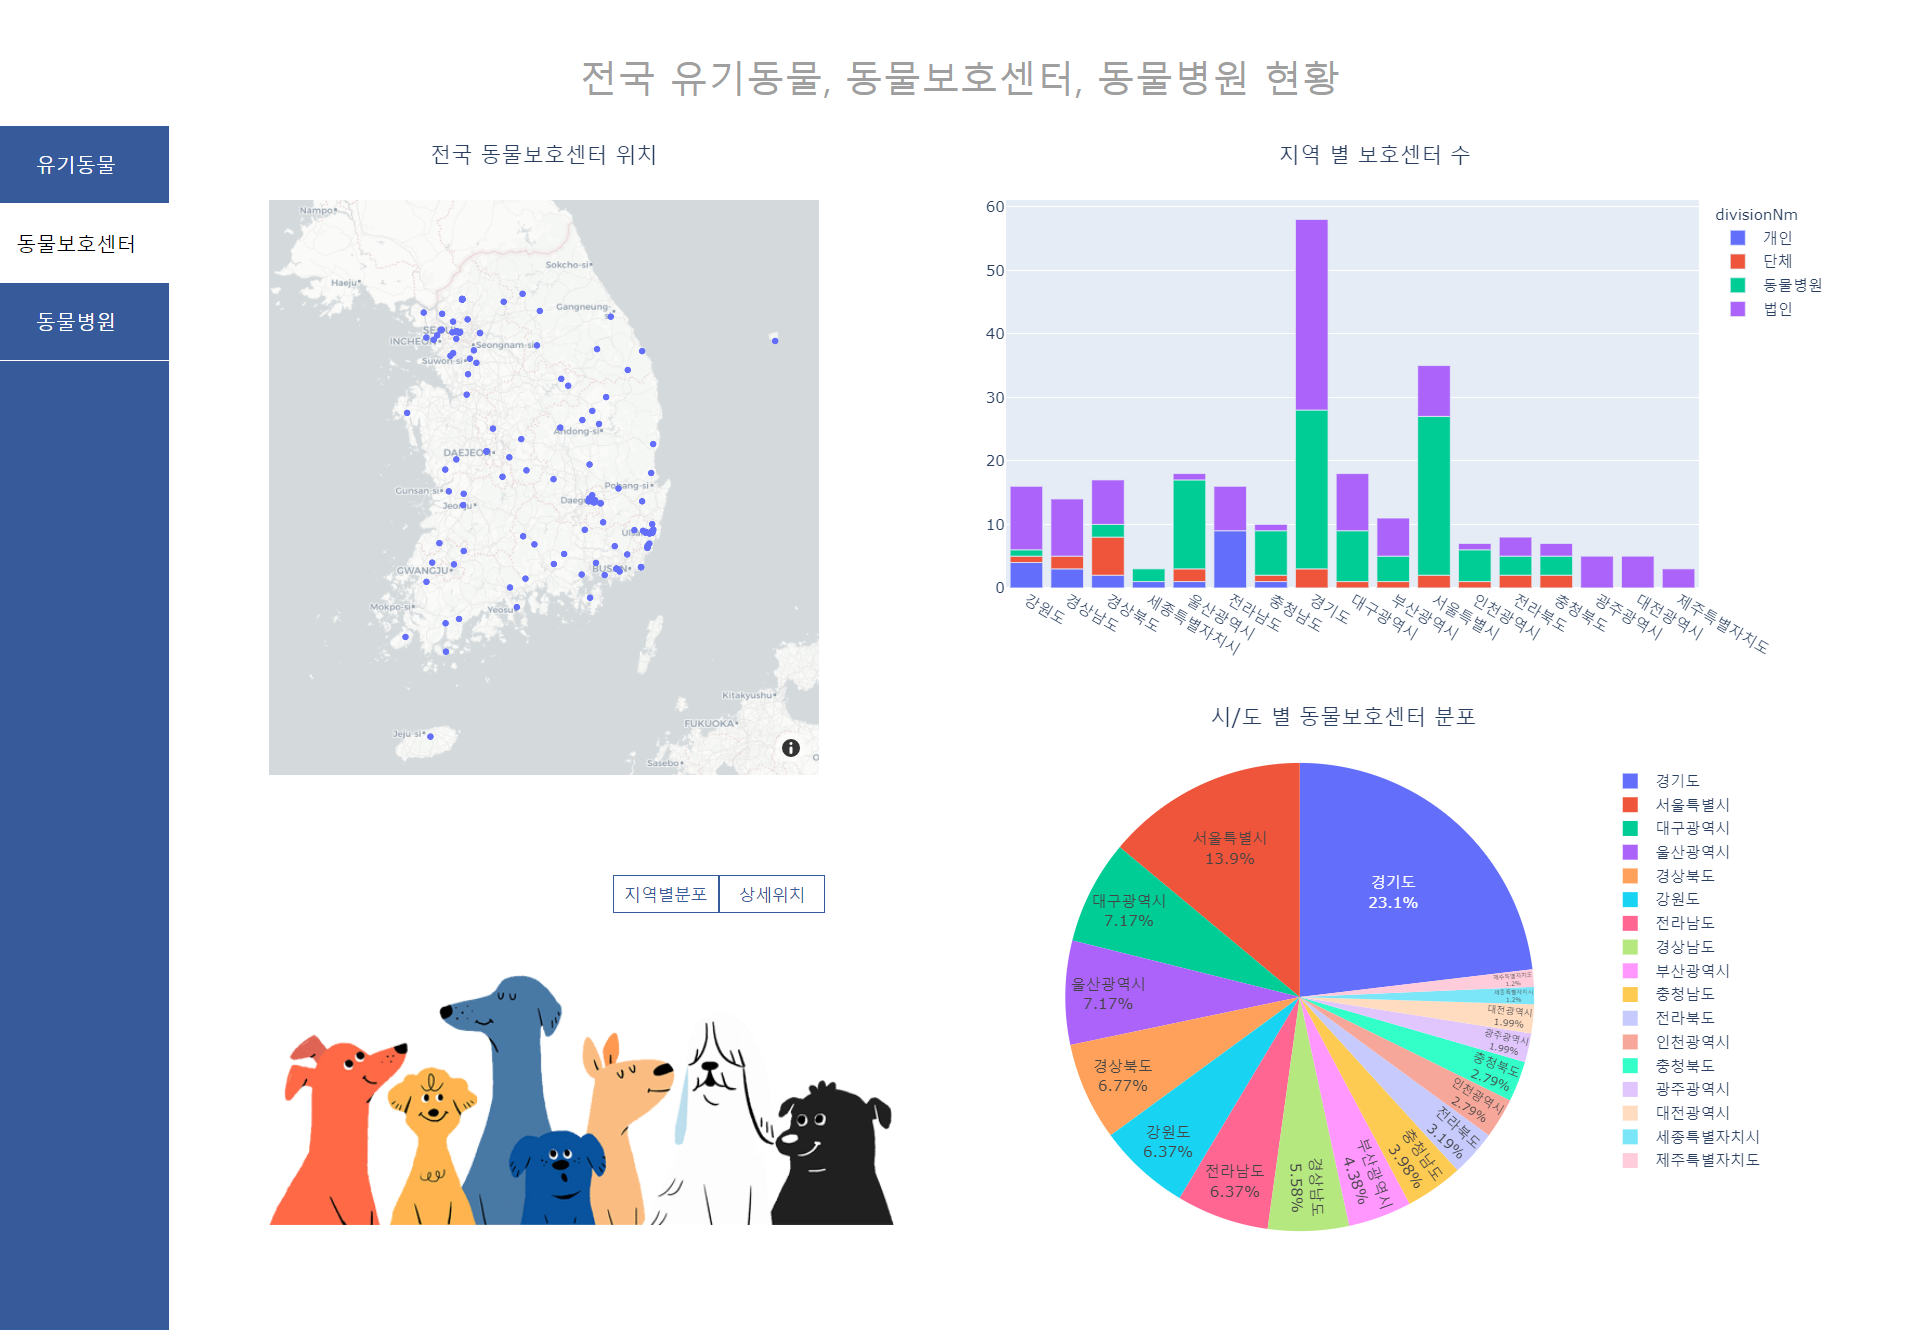 전국 유기동물, 동물보호센터, 동물병원 현황
유기동물
동물보호센터
동물병원
전국 동물보호센터 위치
Nampo
Sokcho-si
Haeju
Gangneung-
INCHEON
Seongnam-si
Suwon-si
Andong-si
DAEJEON
Gunsan-si
Pohang-si
Jeonju
GWANGJU
BUSAN
Mokpo-si
Yeosu
Kitakyushu
FUKUOKA
Jeju-si
Sasebo
지역별분포
상세위치
지역 별 보호센터 수
60
50
40
30
20
10
0
강원도
경상남도
경상북도
세종특별자치시
울산광역시
전라남도
충청남도
경기도
대구광역시
부산광역시
서울특별시
인천광역시
전라북도
충청북도
광주광역시
대전광역시
제주특별자치도
divisionNm
개인
단체
동물병원
법인
시/도 별 동물보호센터 분포
경기도
23.1%
서울특별시
13.9%
대구광역시
7.17%
울산광역시
7.17%
경상북도
6.77%
강원도
6.37%
전라남도
6.37%
경상남도
5.58%
부산광역시
4.38%
충청남도
3.98%
전라북도
3.19%
인천광역시
2.79%
충청북도
2.79%
광주광역시
1.99%
대전광역시
1.99%
세종특별자치시
1.2%
제주특별자치도
1.2%
경기도
서울특별시
대구광역시
울산광역시
경상북도
강원도
전라남도
경상남도
부산광역시
충청남도
전라북도
인천광역시
충청북도
광주광역시
대전광역시
세종특별자치시
제주특별자치도